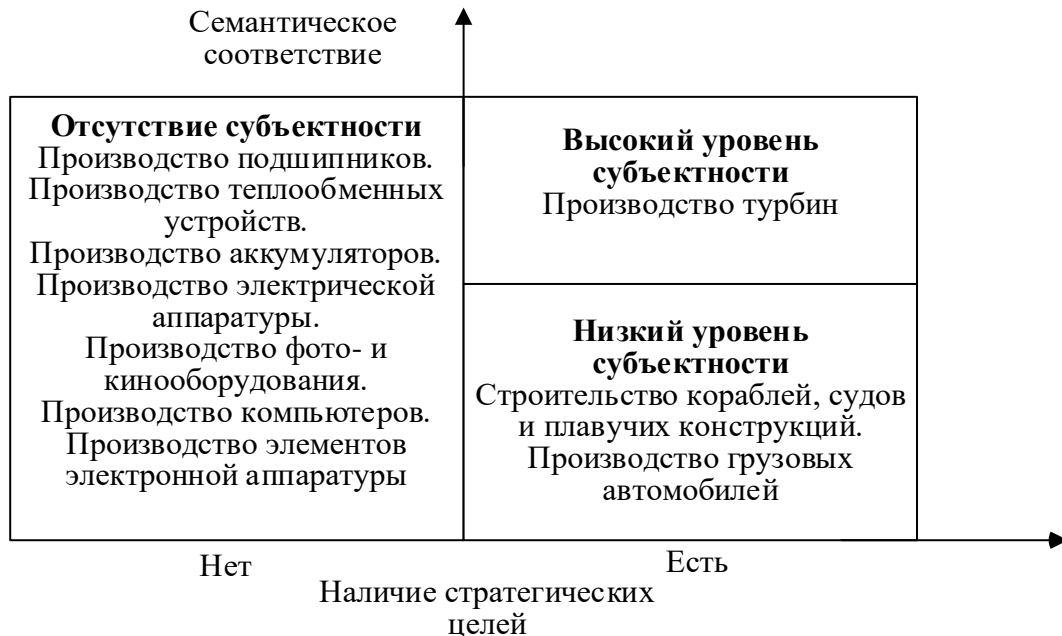 Семантическое
соответствие
Отсутствие субъектности
Производство подшипников.
Производство теплообменных
устройств.
Производство аккумуляторов.
Производство электрической
аппаратуры.
Производство фото- и
кинооборудования.
Производство компьютеров.
Производство элементов
электронной аппаратуры
Высокий уровень
субъектности
Производство турбин
Низкий уровень
субъектности
Строительство кораблей, судов
и плавучих конструкций.
Производство грузовых
автомобилей
Нет
Есть
Наличие стратегических
целей